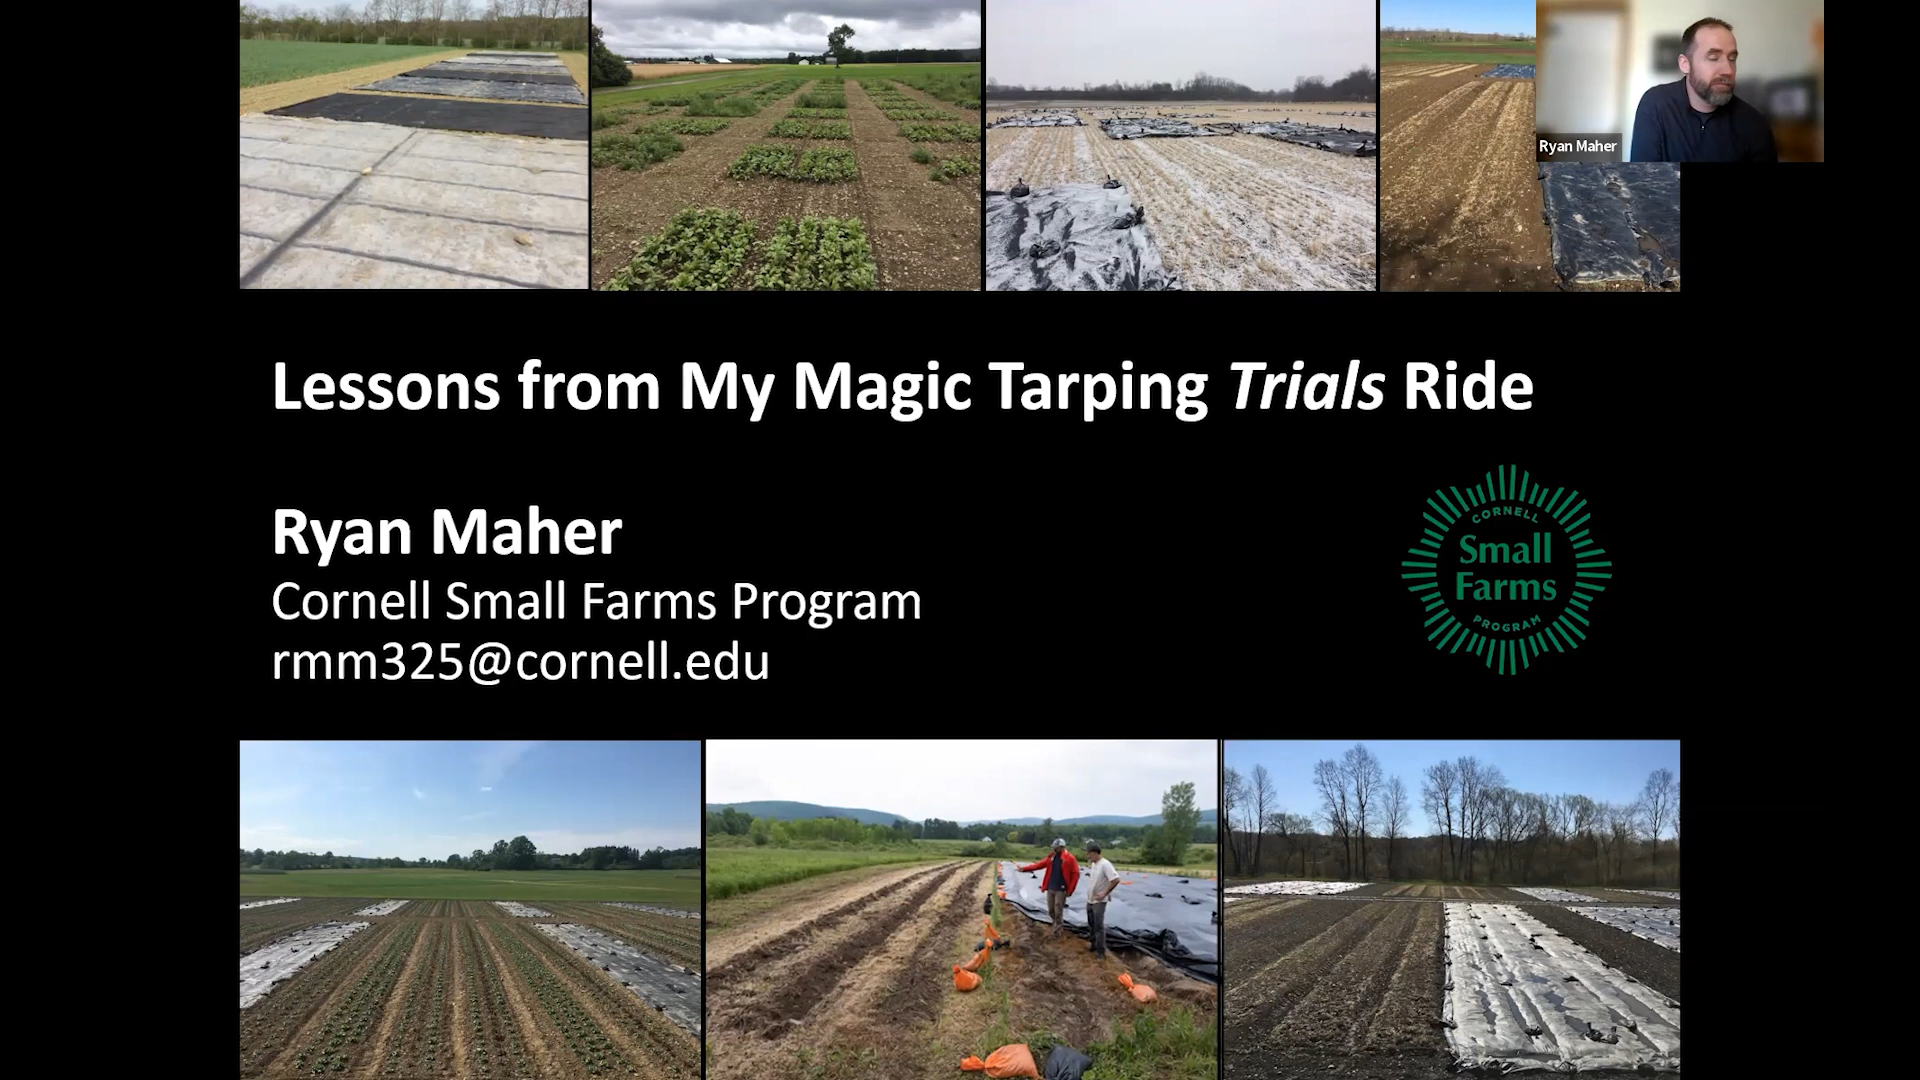 Ryan Maher
Lessons from My Magic Tarping Trials Ride
Ryan Maher
Cornell Small Farms Program
rmm325@cornell.edu
CORNELL
Small
Farms
PROGRAM